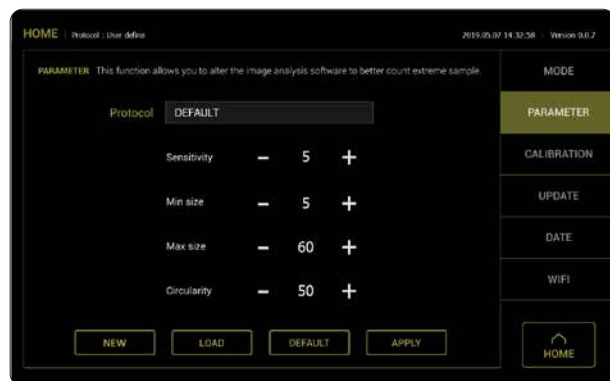 HOME | Protocol : User define 2019.05.07 14:32:58 | Version 0.0.7
PARAMETER This function allows you to alter the image analysis software to better count extreme sample.
Protocol DEFAULT
Sensitivity − 5 +
Min size − 5 +
Max size − 60 +
Circularity − 50 +
NEW LOAD DEFAULT APPLY
MODE
PARAMETER
CALIBRATION
UPDATE
DATE
WIFI
HOME